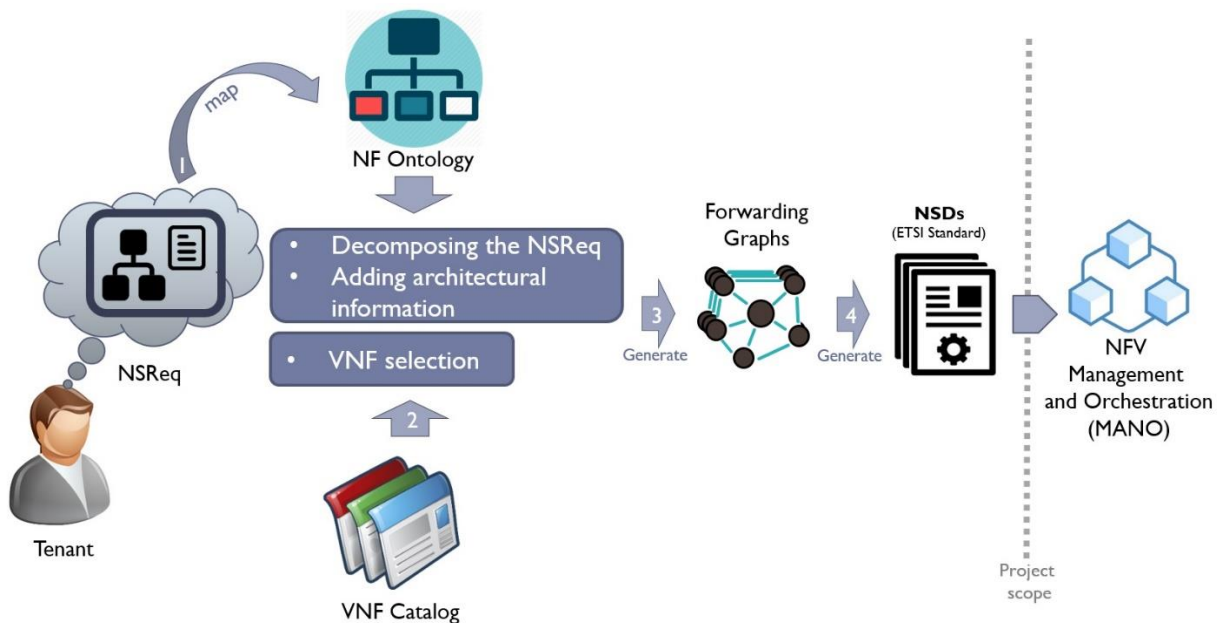 map
1
NF Ontology
• Decomposing the NSReq
• Adding architectural
information
• VNF selection
NSReq
Tenant
2
VNF Catalog
3
Generate
Forwarding
Graphs
4
Generate
NSDs
(ETSI Standard)
NFV
Management
and Orchestration
(MANO)
Project
scope